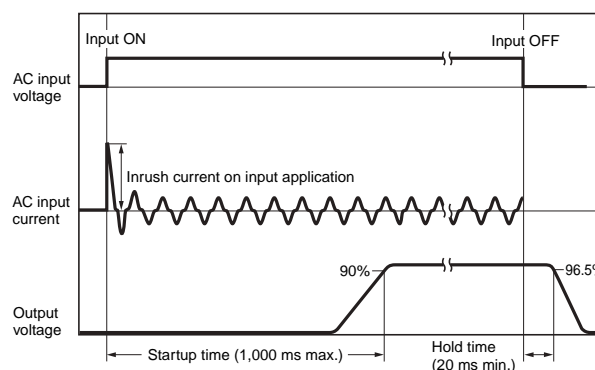 Input ON
Input OFF
AC input
voltage
Inrush current on input application
AC input
current
90%
96.5%
Output
voltage
Startup time (1,000 ms max.)
Hold time
(20 ms min.)